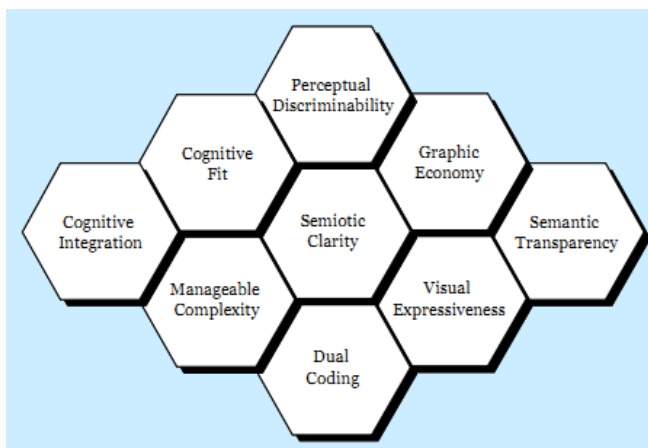 Perceptual
Discriminability
Cognitive
Fit
Graphic
Economy
Cognitive
Integration
Semiotic
Clarity
Semantic
Transparency
Manageable
Complexity
Visual
Expressiveness
Dual
Coding